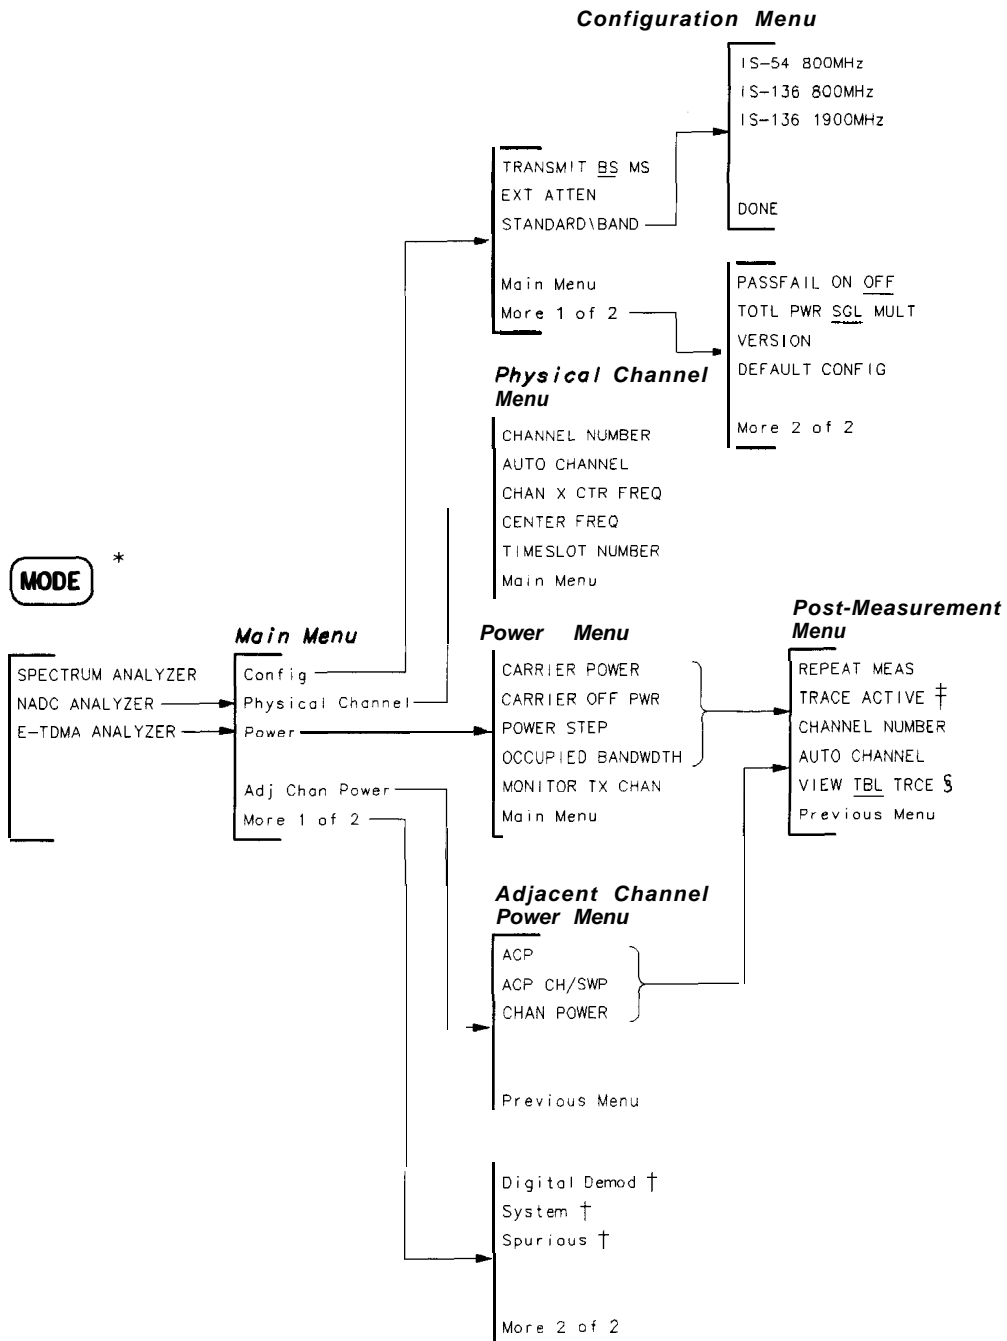 Configuration Menu
IS-54 800MHz
IS-136 800MHz
IS-136 1900MHz
DONE
TRANSMIT BS MS
EXT ATTEN
STANDARD\BAND
Main Menu
More 1 of 2
PASSFAIL ON OFF
TOTL PWR SGL MULT
VERSION
DEFAULT CONFIG
More 2 of 2
Physical Channel
Menu
CHANNEL NUMBER
AUTO CHANNEL
CHAN X CTR FREQ
CENTER FREQ
TIMESLOT NUMBER
Main Menu
MODE *
SPECTRUM ANALYZER
NADC ANALYZER
E-TDMA ANALYZER
Main Menu
Config
Physical Channel
Power
Adj Chan Power
More 1 of 2
Power Menu
CARRIER POWER
CARRIER OFF PWR
POWER STEP
OCCUPIED BANDWDTH
MONITOR TX CHAN
Main Menu
Post-Measurement
Menu
REPEAT MEAS
TRACE ACTIVE ‡
CHANNEL NUMBER
AUTO CHANNEL
VIEW TBL TRCE §
Previous Menu
Adjacent Channel
Power Menu
ACP
ACP CH/SWP
CHAN POWER
Previous Menu
Digital Demod †
System †
Spurious †
More 2 of 2